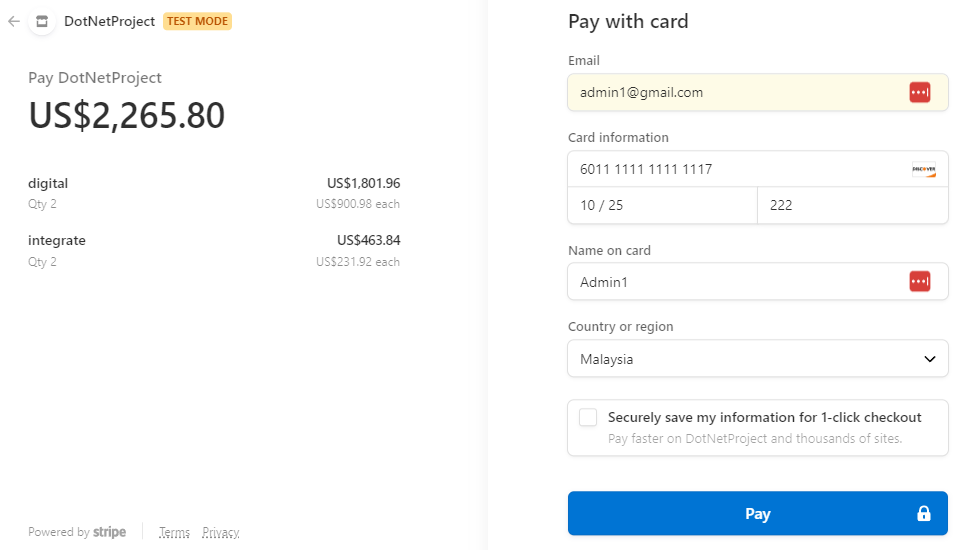 DotNetProject TEST MODE
Pay DotNetProject
US$2,265.80
digital US$1,801.96
Qty 2 US$900.98 each
integrate US$463.84
Qty 2 US$231.92 each
Powered by stripe Terms Privacy
Pay with card
Email
admin1@gmail.com
Card information
6011 1111 1111 1117 DISCOVER
10 / 25 222
Name on card
Admin1
Country or region
Malaysia
Securely save my information for 1-click checkout
Pay faster on DotNetProject and thousands of sites.
Pay